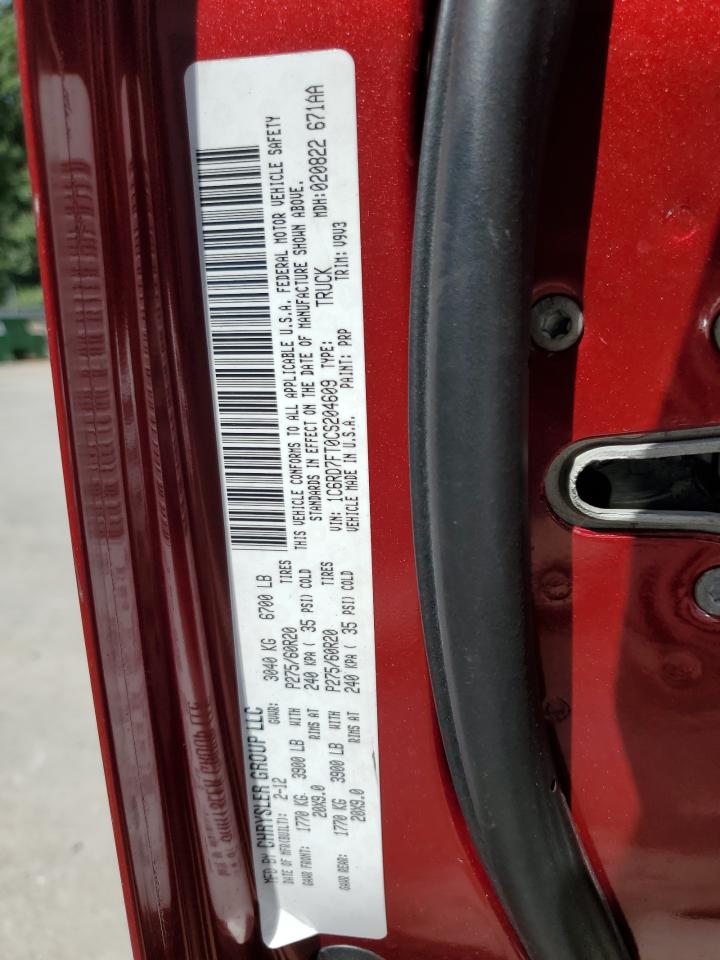 MFD BY CHRYSLER GROUP LLC
DATE OF MFR(BUILT): 2-12 GVWR: 3040 KG 6700 LB
GAWR FRONT: 1770 KG 3900 LB WITH P275/60R20 TIRES
20X9.0 RIMS AT 240 KPA ( 35 PSI) COLD
GAWR REAR: 1770 KG 3900 LB WITH P275/60R20 TIRES
20X9.0 RIMS AT 240 KPA ( 35 PSI) COLD
THIS VEHICLE CONFORMS TO ALL APPLICABLE U.S.A. FEDERAL MOTOR VEHICLE SAFETY
STANDARDS IN EFFECT ON THE DATE OF MANUFACTURE SHOWN ABOVE.
VIN: 1C6RD7FT0CS204609 TYPE: TRUCK MDH:020822 671AA
VEHICLE MADE IN U.S.A. PAINT: PRP TRIM: V9V3